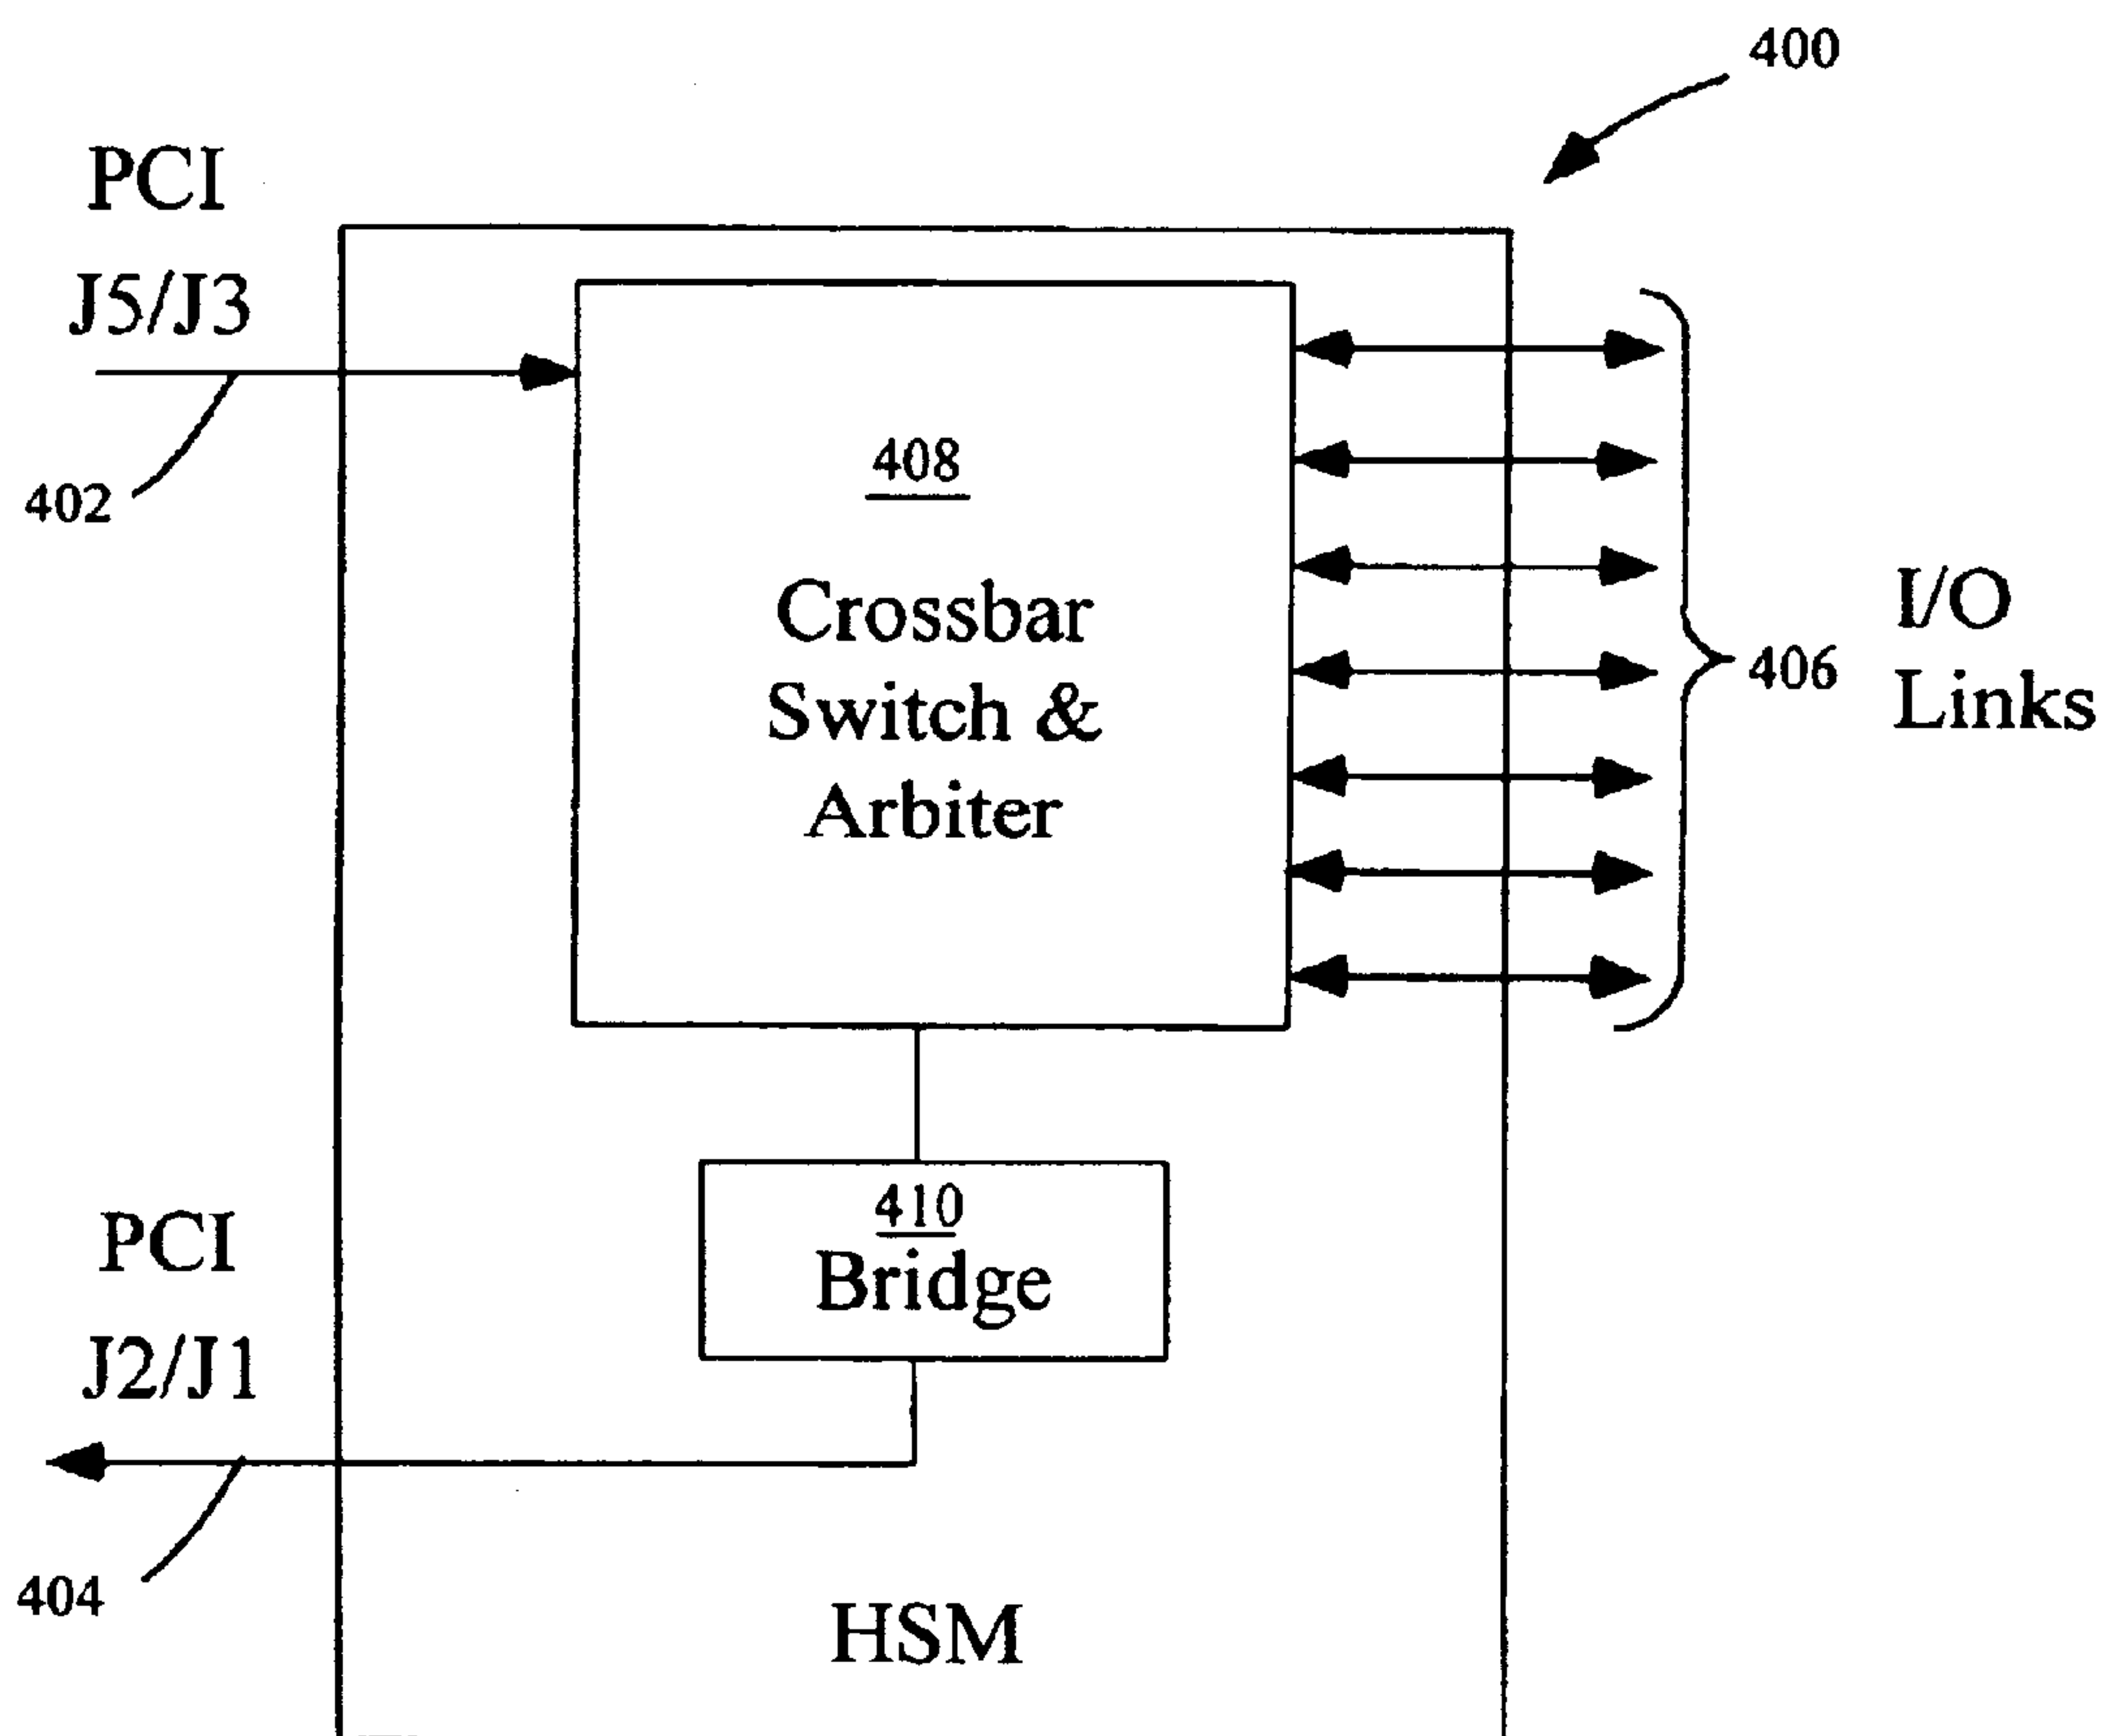 400
PCI
J5/J3
402
408
Crossbar
Switch &
Arbiter
406
I/O
Links
410
Bridge
PCI
J2/J1
404
HSM